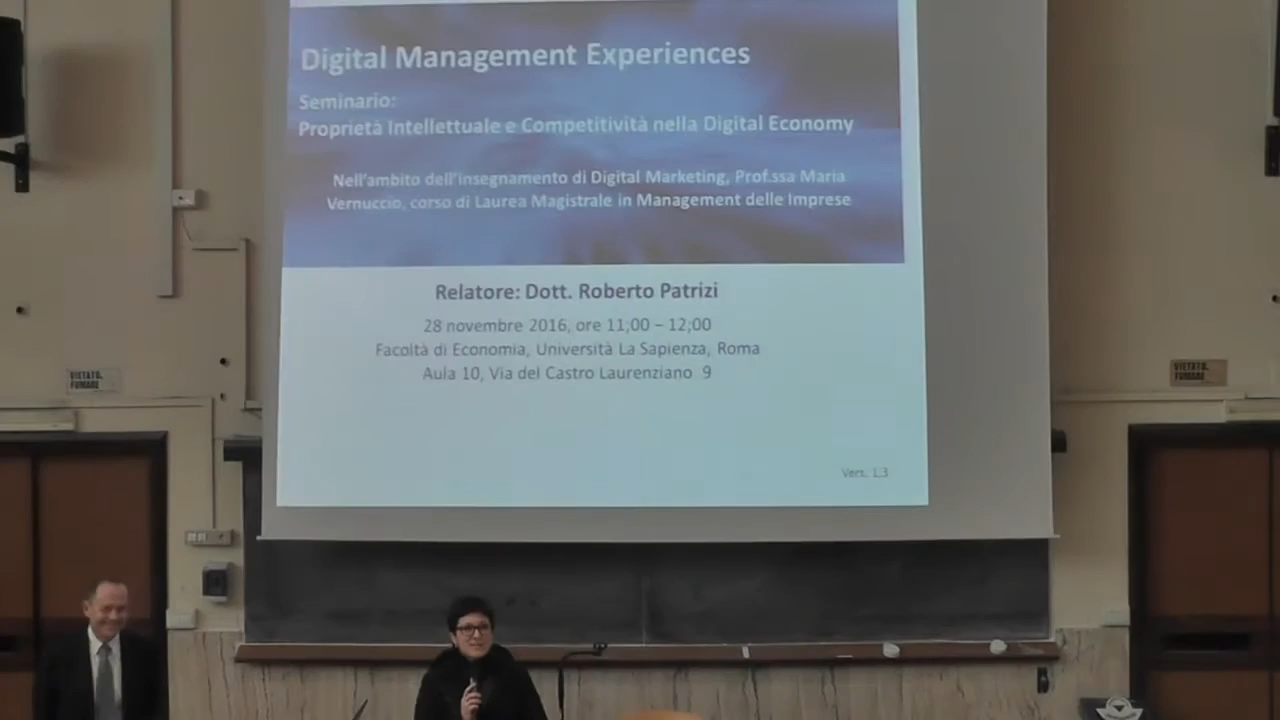 Digital Management Experiences
Seminario:
Proprietà Intellettuale e Competitività nella Digital Economy
Nell'ambito dell'insegnamento di Digital Marketing, Prof.ssa Maria
Vernuccio, corso di Laurea Magistrale in Management delle Imprese
Relatore: Dott. Roberto Patrizi
28 novembre 2016, ore 11;00 – 12;00
Facoltà di Economia, Università La Sapienza, Roma
Aula 10, Via del Castro Laurenziano 9
Vers. 1.3
VIETATO
FUMARE
VIETATO
FUMARE